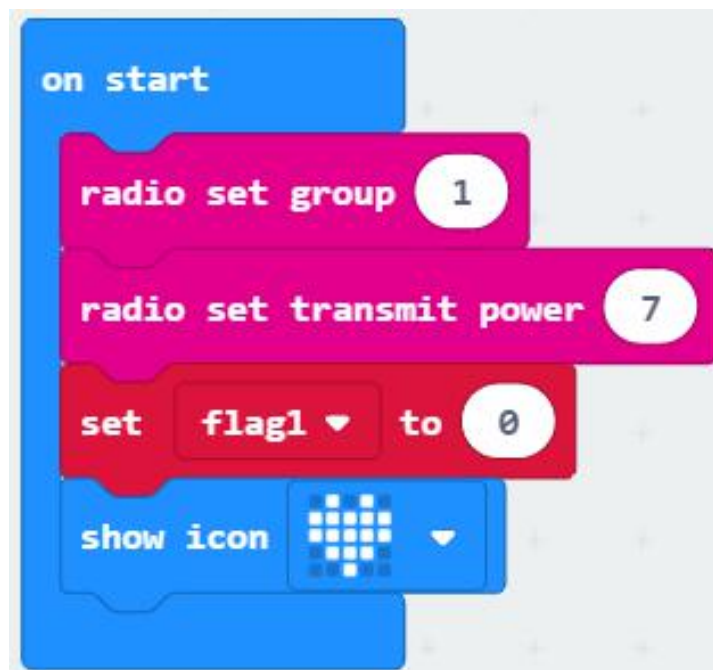 on start
radio set group 1
radio set transmit power 7
set flag1 to 0
show icon